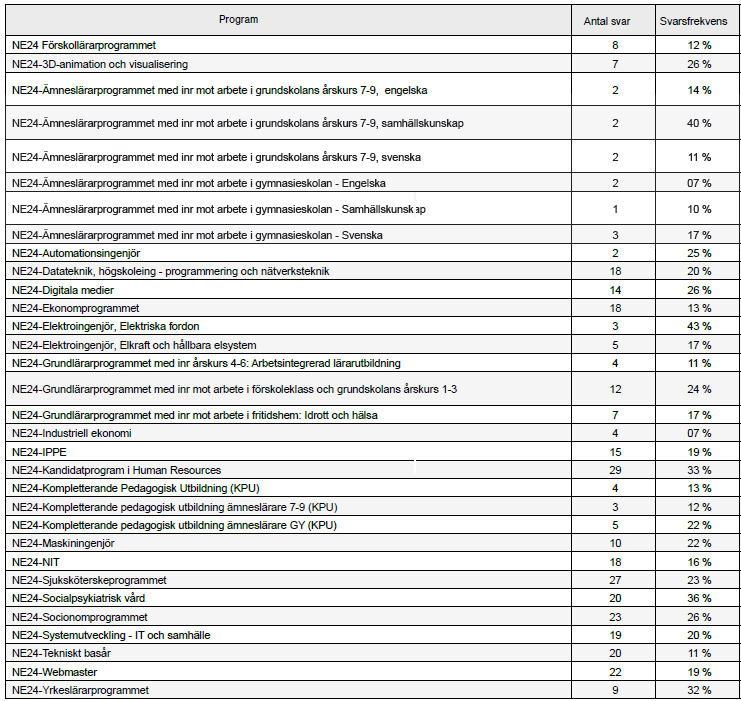 Program Antal svar Svarsfrekvens
NE24 Förskollärarprogrammet 8 12 %
NE24-3D-animation och visualisering 7 26 %
NE24-Ämneslärarprogrammet med inr mot arbete i grundskolans årskurs 7-9, engelska 2 14 %
NE24-Ämneslärarprogrammet med inr mot arbete i grundskolans årskurs 7-9, samhällskunskap 2 40 %
NE24-Ämneslärarprogrammet med inr mot arbete i grundskolans årskurs 7-9, svenska 2 11 %
NE24-Ämneslärarprogrammet med inr mot arbete i gymnasieskolan - Engelska 2 07 %
NE24-Ämneslärarprogrammet med inr mot arbete i gymnasieskolan - Samhällskunskap 1 10 %
NE24-Ämneslärarprogrammet med inr mot arbete i gymnasieskolan - Svenska 3 17 %
NE24-Automationsingenjör 2 25 %
NE24-Datateknik, högskoleing - programmering och nätverksteknik 18 20 %
NE24-Digitala medier 14 26 %
NE24-Ekonomprogrammet 18 13 %
NE24-Elektroingenjör, Elektriska fordon 3 43 %
NE24-Elektroingenjör, Elkraft och hållbara elsystem 5 17 %
NE24-Grundlärarprogrammet med inr årskurs 4-6: Arbetsintegrerad lärarutbildning 4 11 %
NE24-Grundlärarprogrammet med inr mot arbete i förskoleklass och grundskolans årskurs 1-3 12 24 %
NE24-Grundlärarprogrammet med inr mot arbete i fritidshem: Idrott och hälsa 7 17 %
NE24-Industriell ekonomi 4 07 %
NE24-IPPE 15 19 %
NE24-Kandidatprogram i Human Resources 29 33 %
NE24-Kompletterande Pedagogisk Utbildning (KPU) 4 13 %
NE24-Kompletterande pedagogisk utbildning ämneslärare 7-9 (KPU) 3 12 %
NE24-Kompletterande pedagogisk utbildning ämneslärare GY (KPU) 5 22 %
NE24-Maskiningenjör 10 22 %
NE24-NIT 18 16 %
NE24-Sjuksköterskeprogrammet 27 23 %
NE24-Socialpsykiatrisk vård 20 36 %
NE24-Socionomprogrammet 23 26 %
NE24-Systemutveckling - IT och samhälle 19 20 %
NE24-Tekniskt basår 20 11 %
NE24-Webmaster 22 19 %
NE24-Yrkeslärarprogrammet 9 32 %